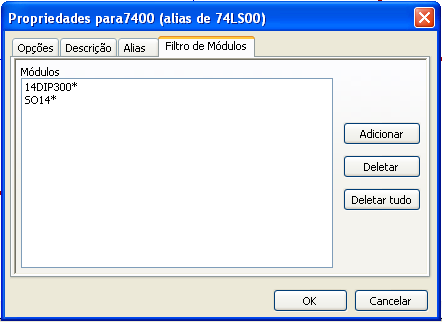 Propriedades para7400 (alias de 74LS00)
Opções Descrição Alias Filtro de Módulos
Módulos
14DIP300*
SO14*
Adicionar
Deletar
Deletar tudo
OK Cancelar